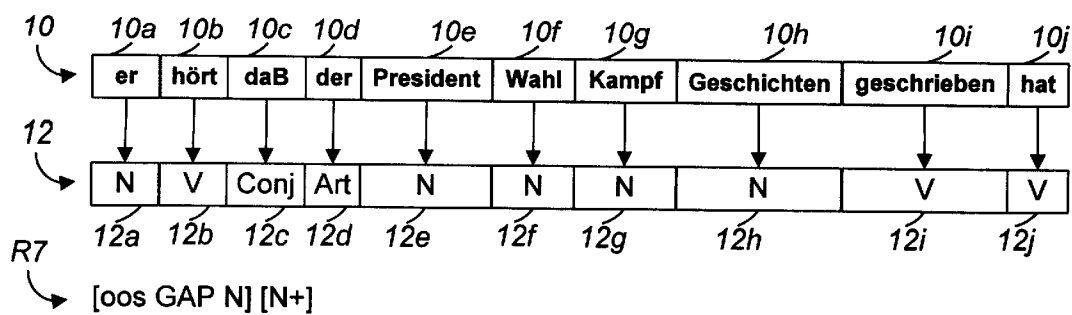 10 10a 10b 10c 10d 10e 10f 10g 10h 10i 10j
er hört daB der President Wahl Kampf Geschichten geschrieben hat
12
N V Conj Art N N N N V V
12a 12b 12c 12d 12e 12f 12g 12h 12i 12j
R7
[oos GAP N] [N+]